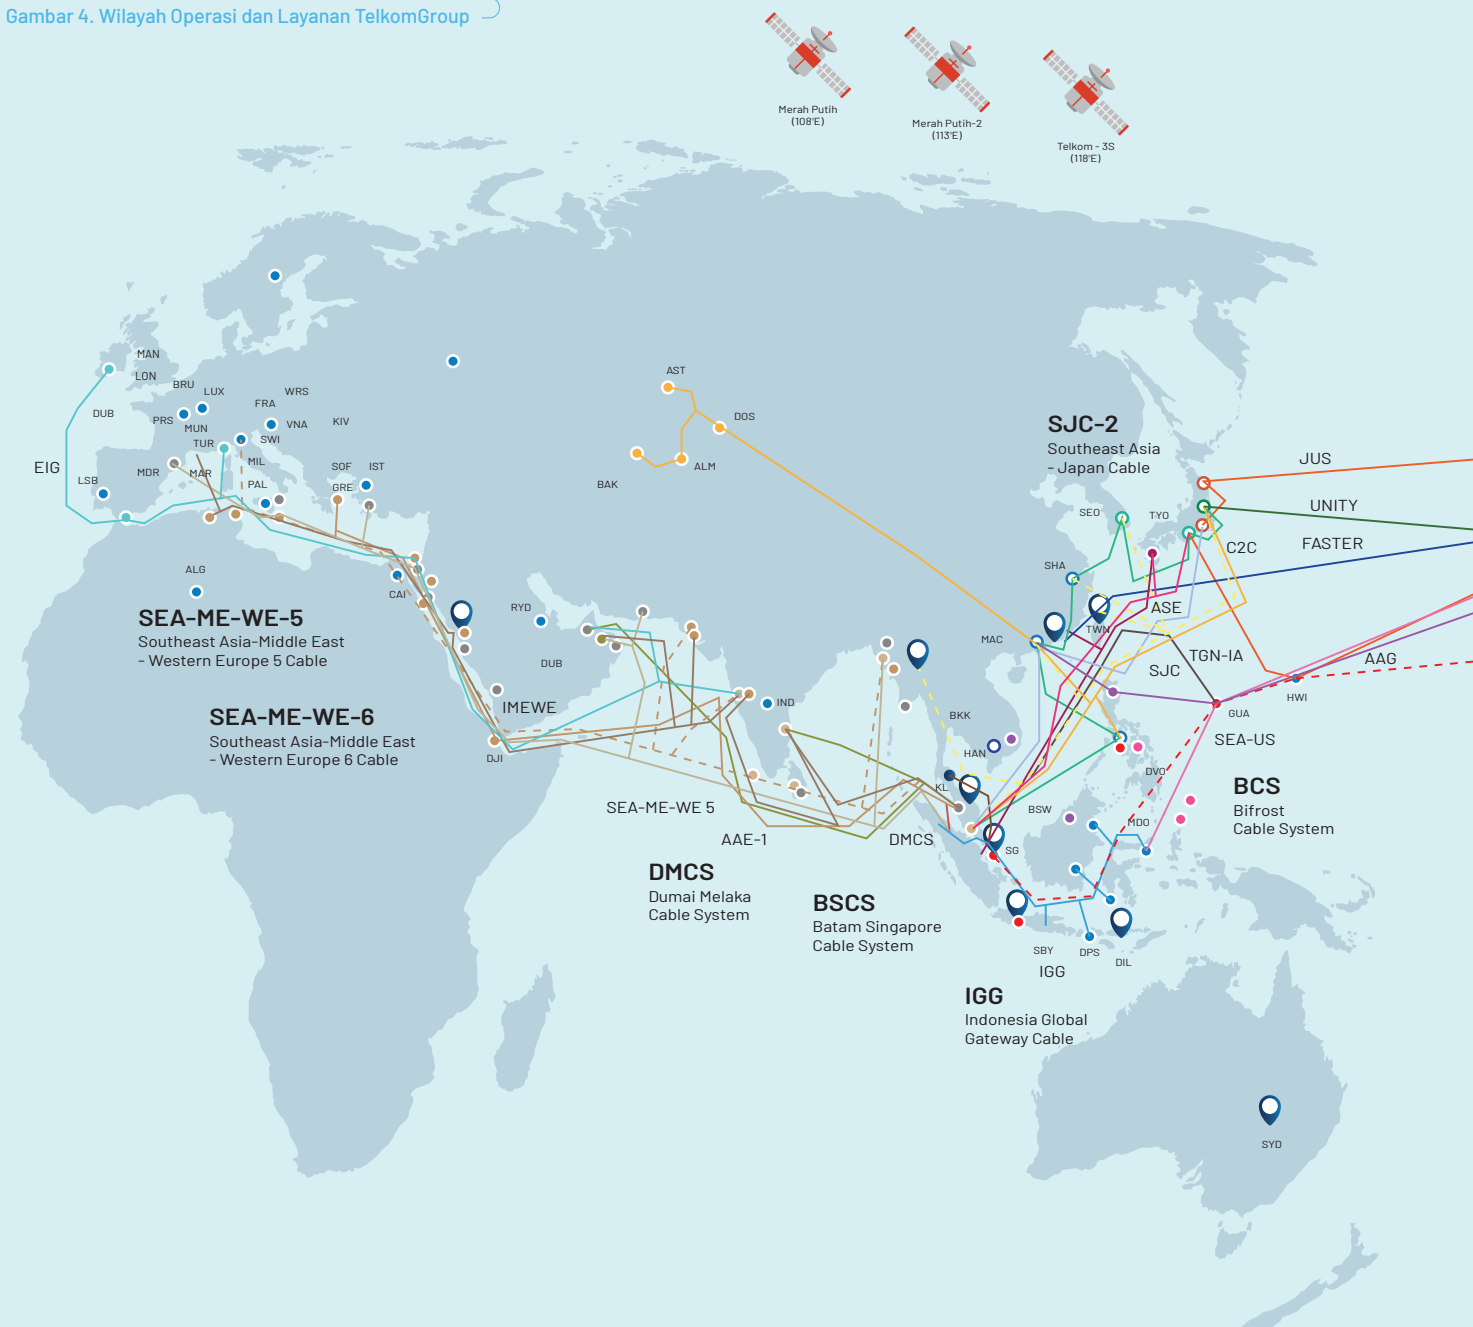 Gambar 4. Wilayah Operasi dan Layanan TelkomGroup
Merah Putih
(108'E)
Merah Putih-2
(113'E)
Telkom - 3S
(118'E)
MAN
LON
BRU
LUX
WRS
FRA
DUB
PRS
MUN
VNA
KIV
TUR
SWI
EIG
LSB
MDR
MAR
MIL
PAL
SOF
IST
GRE
ALG
CAI
AST
DOS
ALM
BAK
SJC-2
Southeast Asia
- Japan Cable
JUS
UNITY
FASTER
C2C
SEO
TYO
SHA
ASE
TWN
MAC
TGN-IA
SJC
AAG
HWI
GUA
SEA-US
SEA-ME-WE-5
Southeast Asia-Middle East
- Western Europe 5 Cable
SEA-ME-WE-6
Southeast Asia-Middle East
- Western Europe 6 Cable
RYD
DUB
IMEWE
DJI
IND
BKK
HAN
KL
DVO
BSW
MDO
SG
BCS
Bifrost
Cable System
SEA-ME-WE 5
AAE-1
DMCS
DMCS
Dumai Melaka
Cable System
BSCS
Batam Singapore
Cable System
SBY
DPS
DIL
IGG
IGG
Indonesia Global
Gateway Cable
SYD